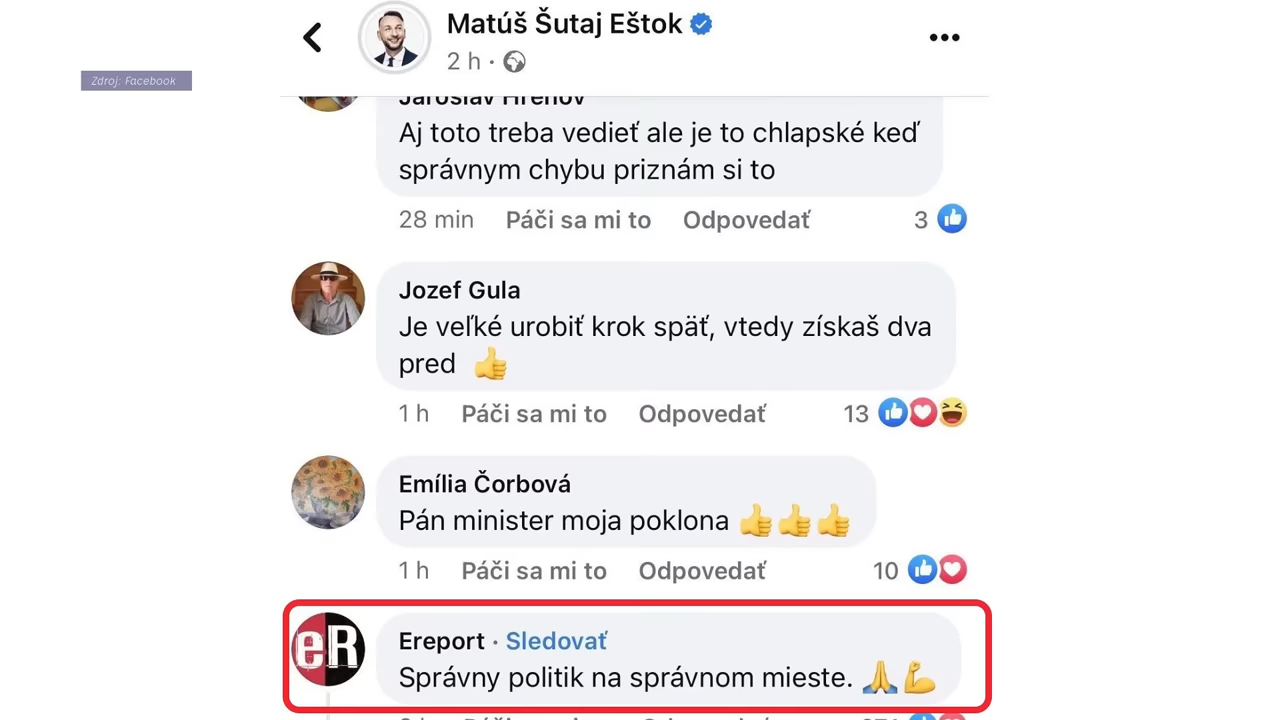 Zdroj: Facebook
Matúš Šutaj Eštok
2 h ·
Jaroslav Hreňov
Aj toto treba vedieť ale je to chlapské keď
správnym chybu priznám si to
28 min Páči sa mi to Odpovedať 3
Jozef Gula
Je veľké urobiť krok späť, vtedy získaš dva
pred 👍
1 h Páči sa mi to Odpovedať 13
Emília Čorbová
Pán minister moja poklona 👍👍👍
1 h Páči sa mi to Odpovedať 10
eR
Ereport · Sledovať
Správny politik na správnom mieste. 🙏💪